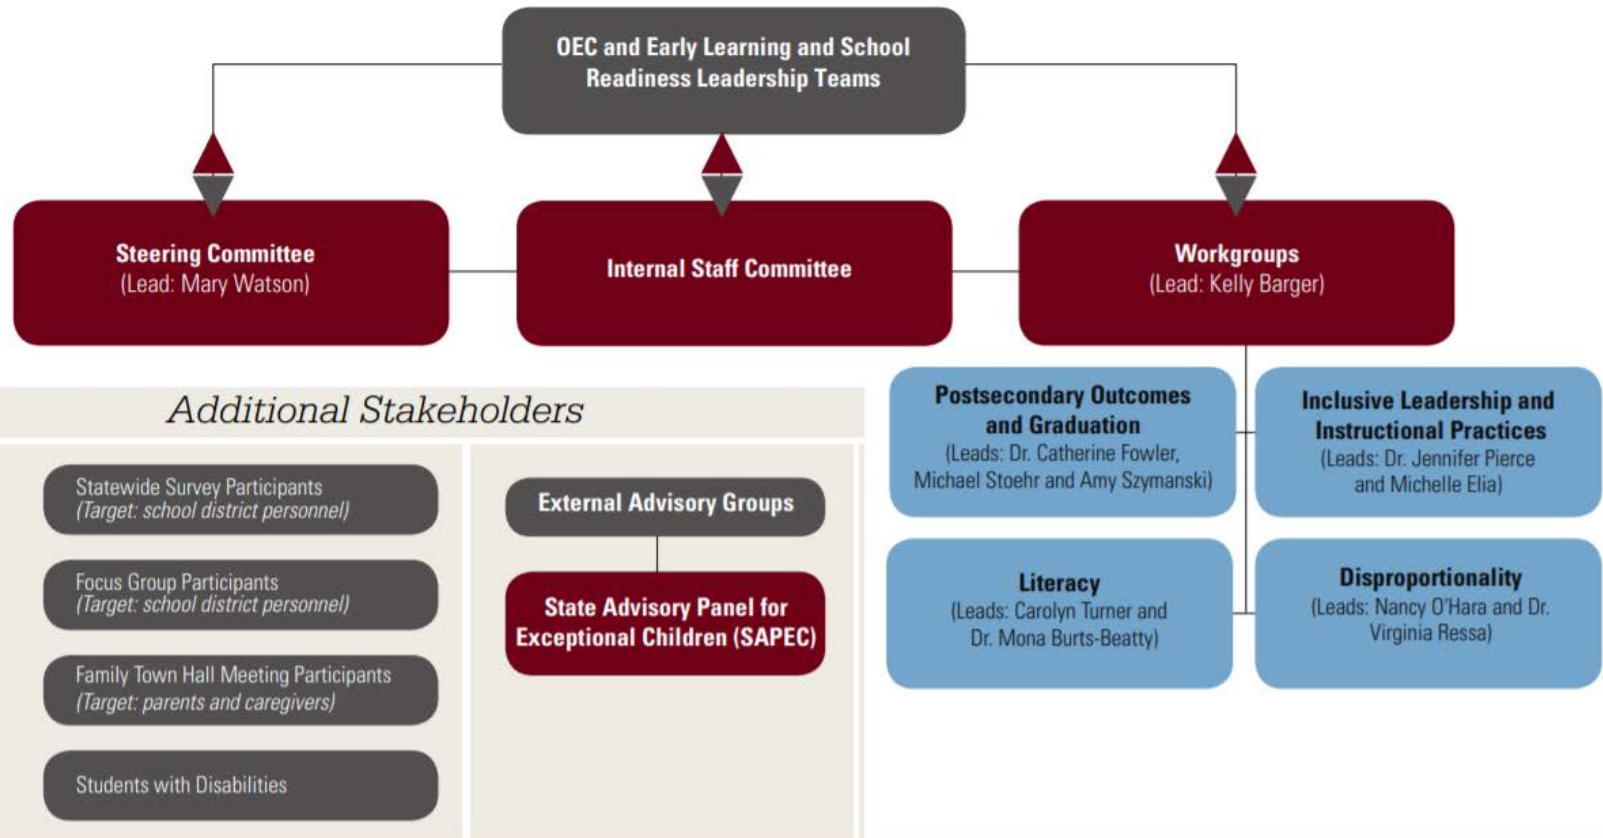 OEC and Early Learning and School
Readiness Leadership Teams
Steering Committee
(Lead: Mary Watson)
Internal Staff Committee
Workgroups
(Lead: Kelly Barger)
Postsecondary Outcomes
and Graduation
(Leads: Dr. Catherine Fowler,
Michael Stoehr and Amy Szymanski)
Inclusive Leadership and
Instructional Practices
(Leads: Dr. Jennifer Pierce
and Michelle Elia)
Literacy
(Leads: Carolyn Turner and
Dr. Mona Burts-Beatty)
Disproportionality
(Leads: Nancy O'Hara and Dr.
Virginia Ressa)
Additional Stakeholders
Statewide Survey Participants
(Target: school district personnel)
Focus Group Participants
(Target: school district personnel)
Family Town Hall Meeting Participants
(Target: parents and caregivers)
Students with Disabilities
External Advisory Groups
State Advisory Panel for
Exceptional Children (SAPEC)